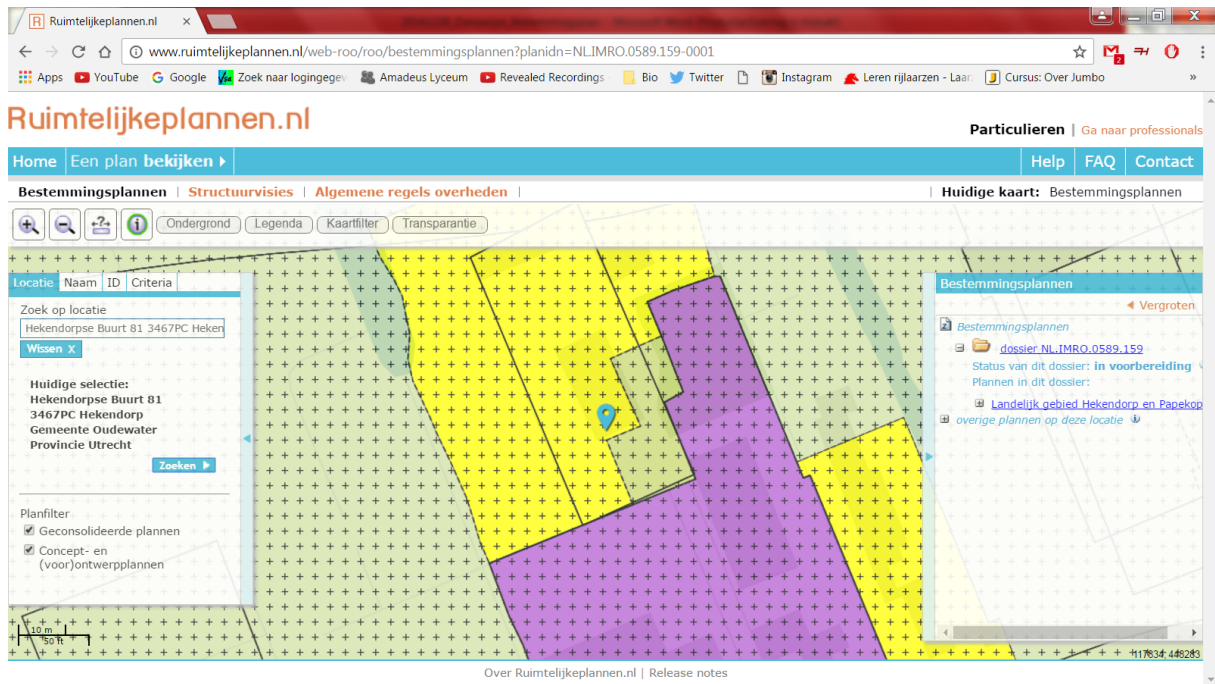 Ruimtelijkeplannen.nl
www.ruimtelijkeplannen.nl/web-roo/roo/bestemmingsplannen?planidn=NL.IMRO.0589.159-0001
Apps YouTube Google Zoek naar logingegev Amadeus Lyceum Revealed Recordings Bio Twitter Instagram Leren rijlaarzen - Laar: Cursus: Over Jumbo »
Ruimtelijkeplannen.nl
Particulieren | Ga naar professionals
Home Een plan bekijken Help FAQ Contact
Bestemmingsplannen | Structuurvisies | Algemene regels overheden | | Huidige kaart: Bestemmingsplannen
Ondergrond Legenda Kaartfilter Transparantie
Locatie Naam ID Criteria
Zoek op locatie
Hekendorpse Buurt 81 3467PC Heken
Wissen X
Huidige selectie:
Hekendorpse Buurt 81
3467PC Hekendorp
Gemeente Oudewater
Provincie Utrecht
Zoeken
Planfilter
Geconsolideerde plannen
Concept- en
(voor)ontwerpplannen
10 m
50 ft
Bestemmingsplannen
Vergroten
Bestemmingsplannen
dossier NL.IMRO.0589.159
Status van dit dossier: in voorbereiding
Plannen in dit dossier:
Landelijk gebied Hekendorp en Papekop
overige plannen op deze locatie
117834, 448283
Over Ruimtelijkeplannen.nl | Release notes